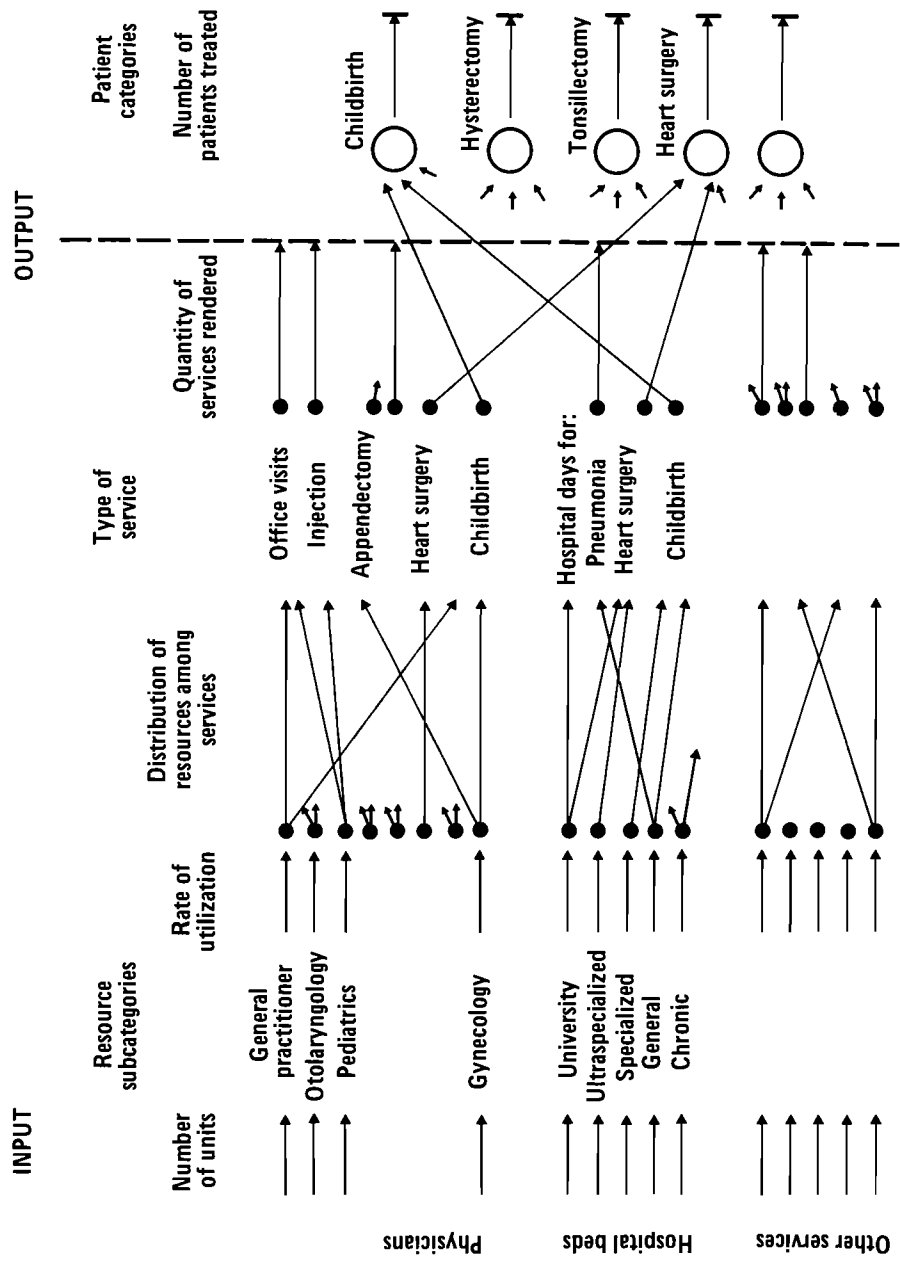 INPUT
OUTPUT
Number
of units
Resource
subcategories
Rate of
utilization
Distribution of
resources among
services
Type of
service
Quantity of
services rendered
Patient
categories
Number of
patients treated
Physicians
General
practitioner
Otolaryngology
Pediatrics
Gynecology
Office visits
Injection
Appendectomy
Heart surgery
Childbirth
Hospital beds
University
Ultraspecialized
Specialized
General
Chronic
Hospital days for:
Pneumonia
Heart surgery
Childbirth
Other services
Childbirth
Hysterectomy
Tonsillectomy
Heart surgery